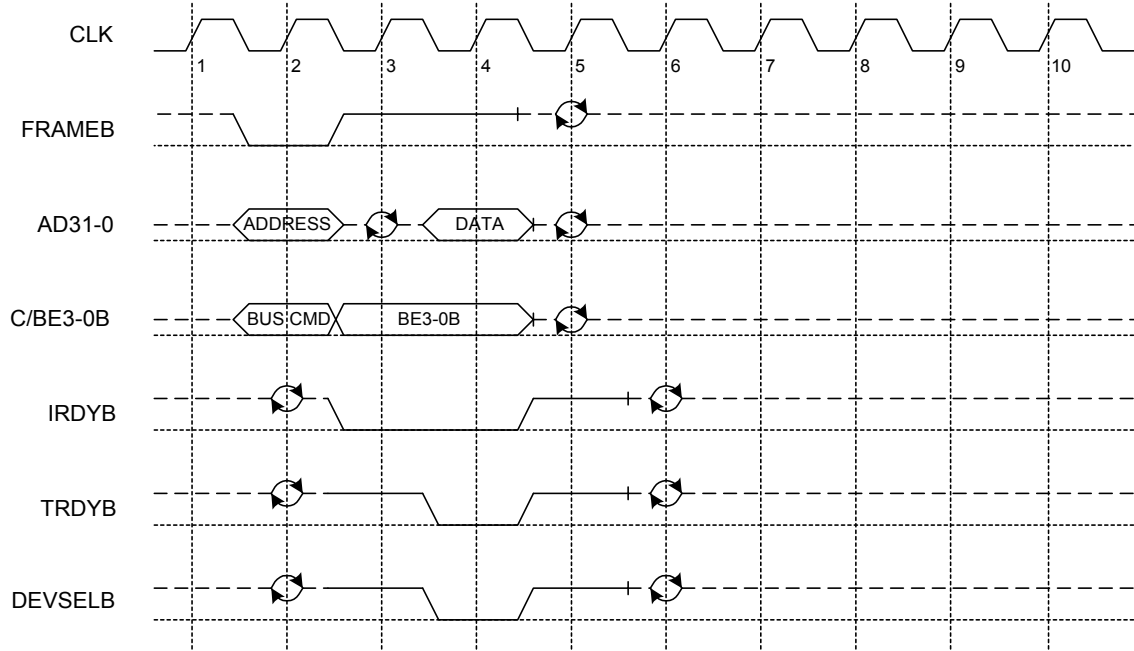 CLK
1 2 3 4 5 6 7 8 9 10
FRAMEB
AD31-0 ADDRESS DATA
C/BE3-0B BUS CMD BE3-0B
IRDYB
TRDYB
DEVSELB